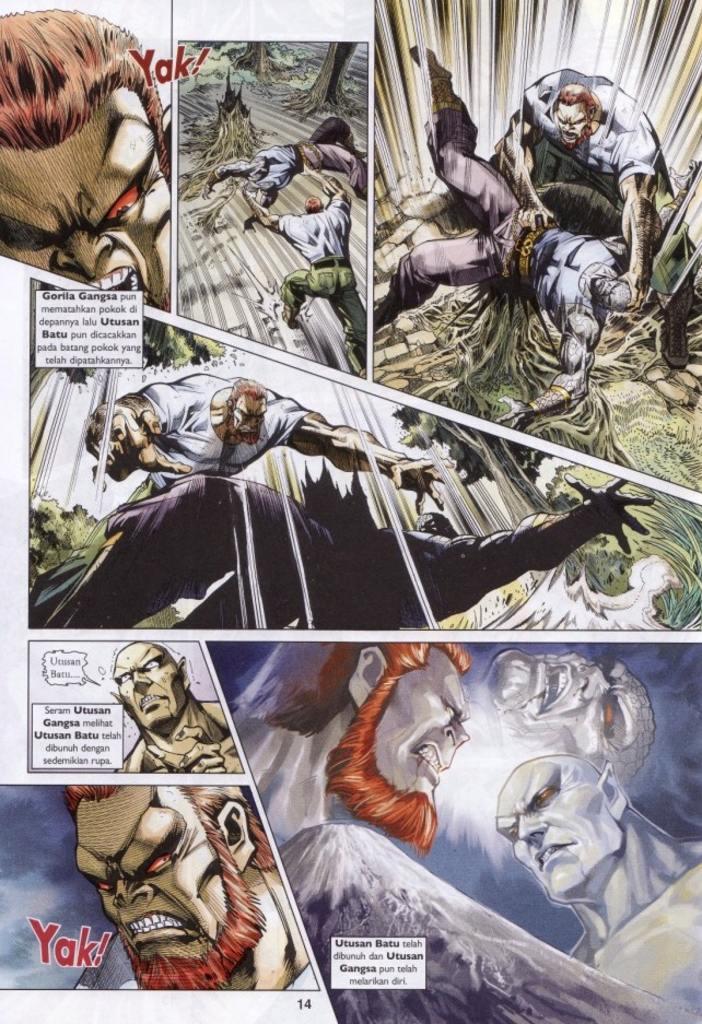 Yak!
Gorila Gangsa pun
mematahkan pokok di
depannya lalu Utusan
Batu pun dicacakkan
pada batang pokok yang
telah dipatahkannya.
Utusan
Batu....
Seram Utusan
Gangsa melihat
Utusan Batu telah
dibunuh dengan
sedemikian rupa.
Yak!
Utusan Batu telah
dibunuh dan Utusan
Gangsa pun telah
melarikan diri.
14